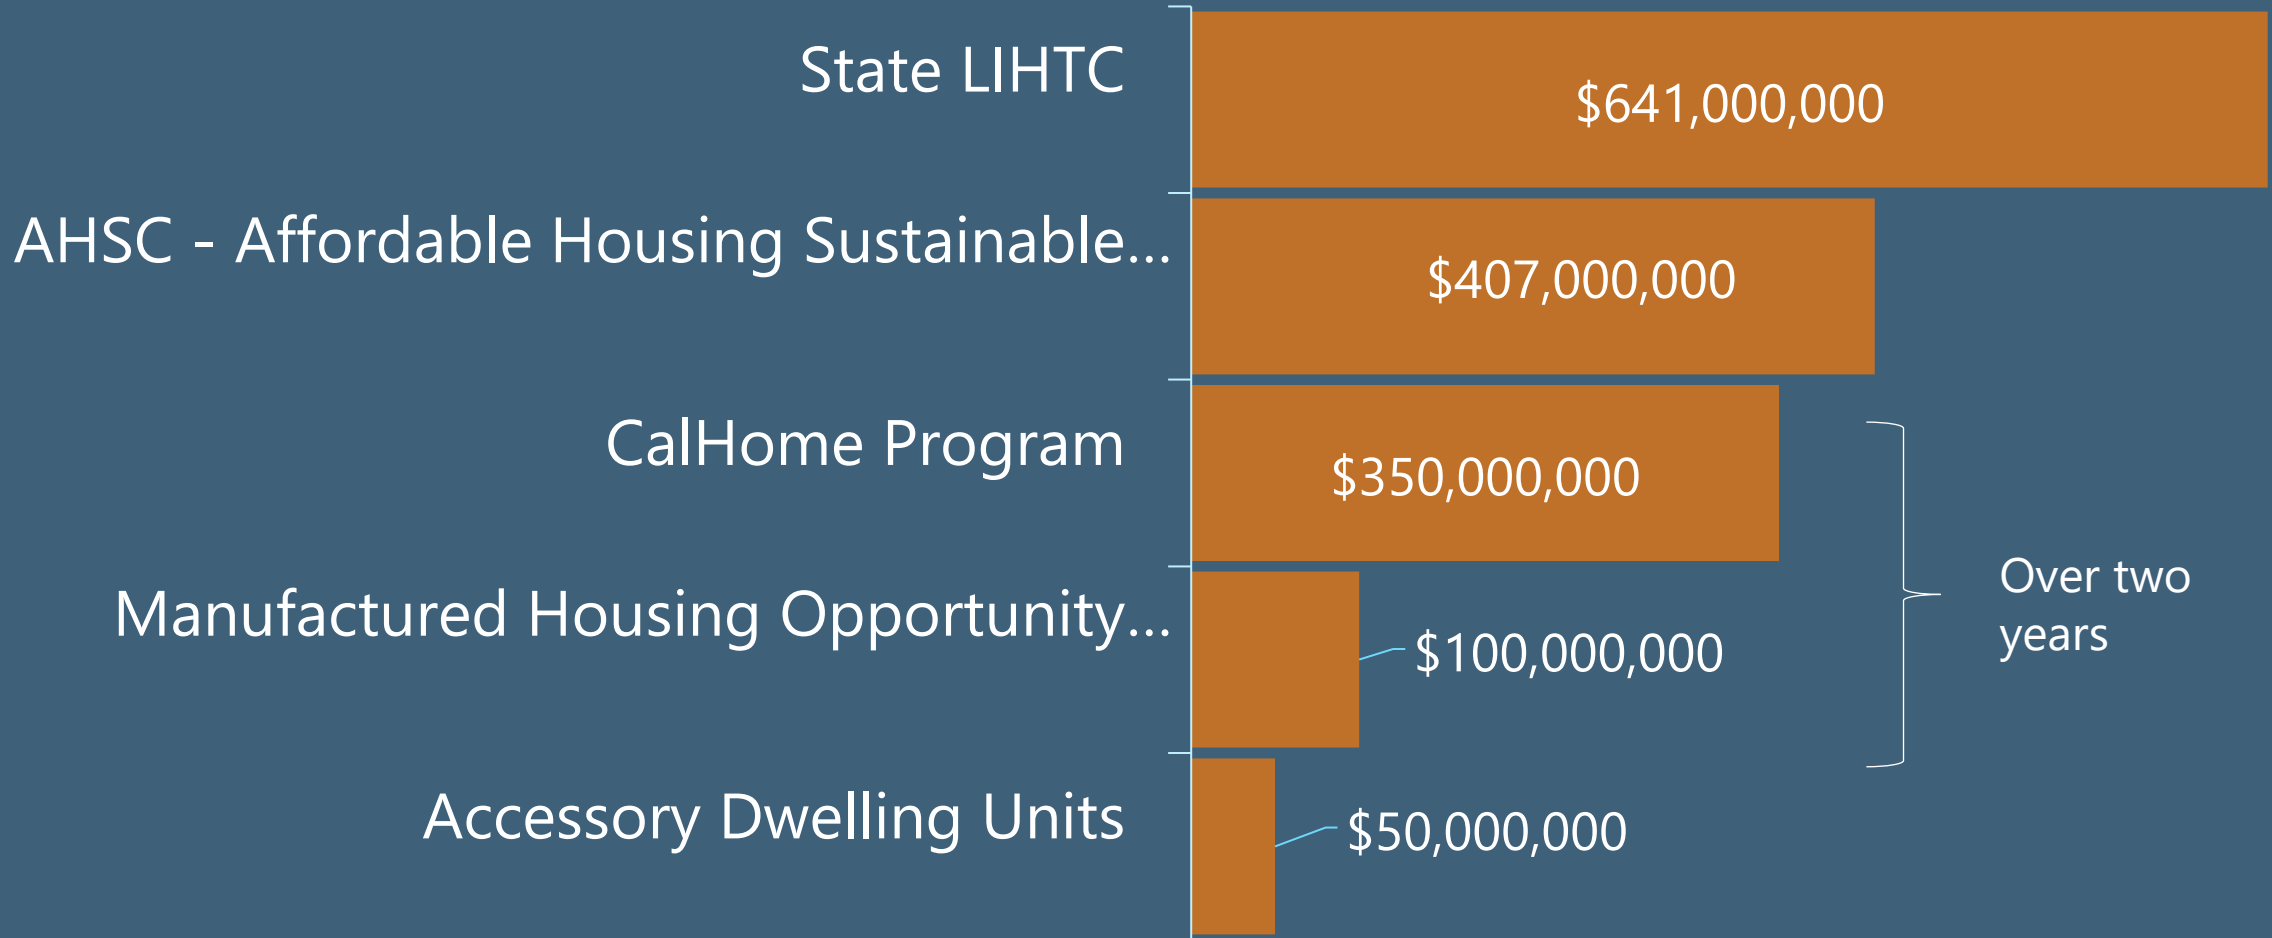 State LIHTC
$641,000,000
AHSC - Affordable Housing Sustainable...
$407,000,000
CalHome Program
$350,000,000
Manufactured Housing Opportunity...
$100,000,000
Over two
years
Accessory Dwelling Units
$50,000,000